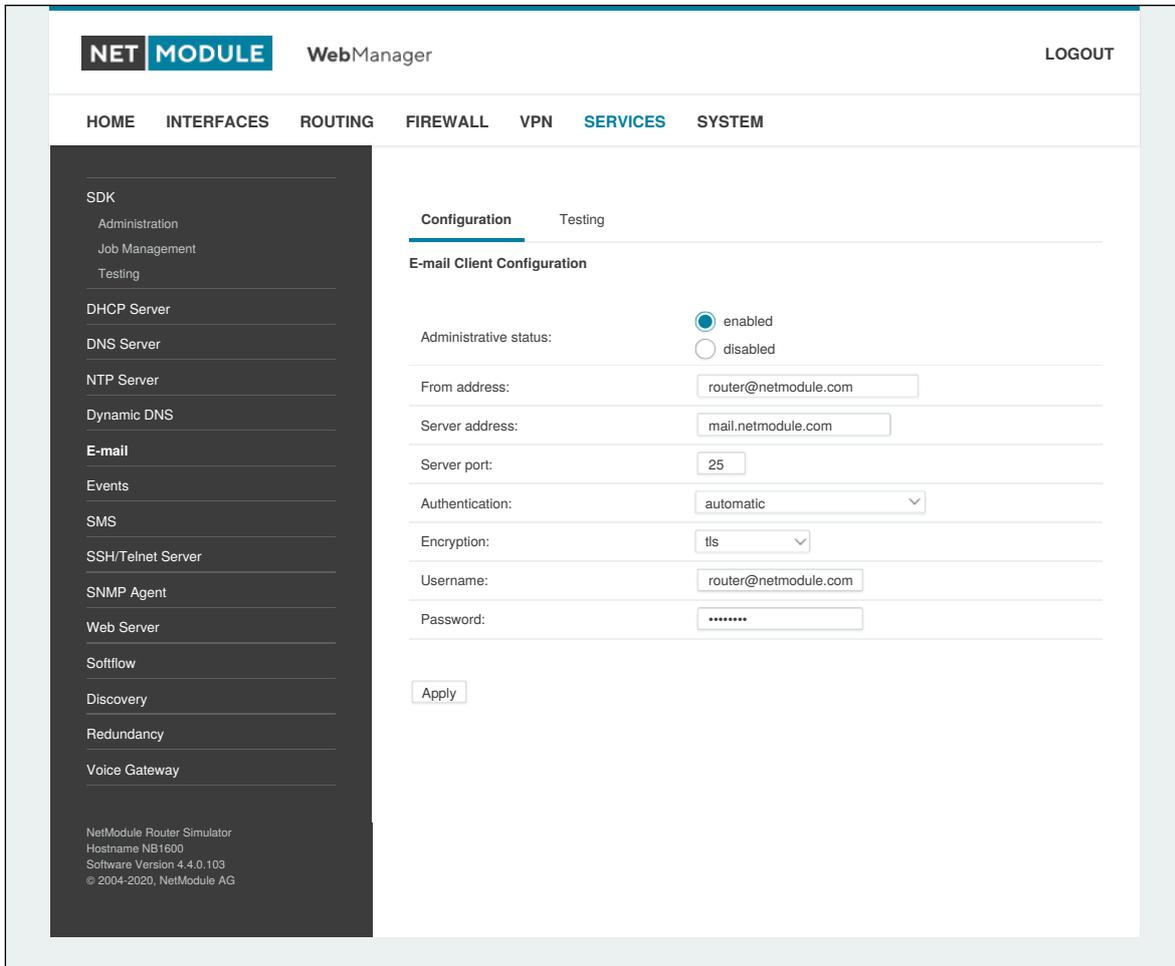 NET MODULE WebManager LOGOUT
HOME INTERFACES ROUTING FIREWALL VPN SERVICES SYSTEM
SDK
Administration
Job Management
Testing
DHCP Server
DNS Server
NTP Server
Dynamic DNS
E-mail
Events
SMS
SSH/Telnet Server
SNMP Agent
Web Server
Softflow
Discovery
Redundancy
Voice Gateway
NetModule Router Simulator
Hostname NB1600
Software Version 4.4.0.103
© 2004-2020, NetModule AG
Configuration Testing
E-mail Client Configuration
Administrative status:
enabled
disabled
From address: router@netmodule.com
Server address: mail.netmodule.com
Server port: 25
Authentication: automatic
Encryption: tls
Username: router@netmodule.com
Password: ••••••••
Apply